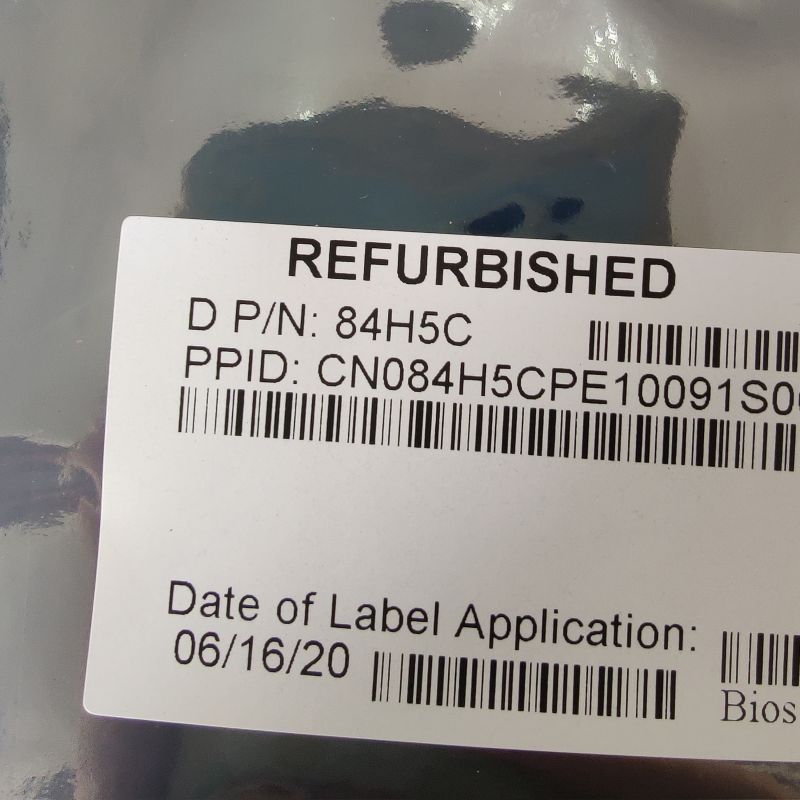 REFURBISHED
D P/N: 84H5C
PPID: CN084H5CPE10091S0
Date of Label Application:
06/16/20
Bios